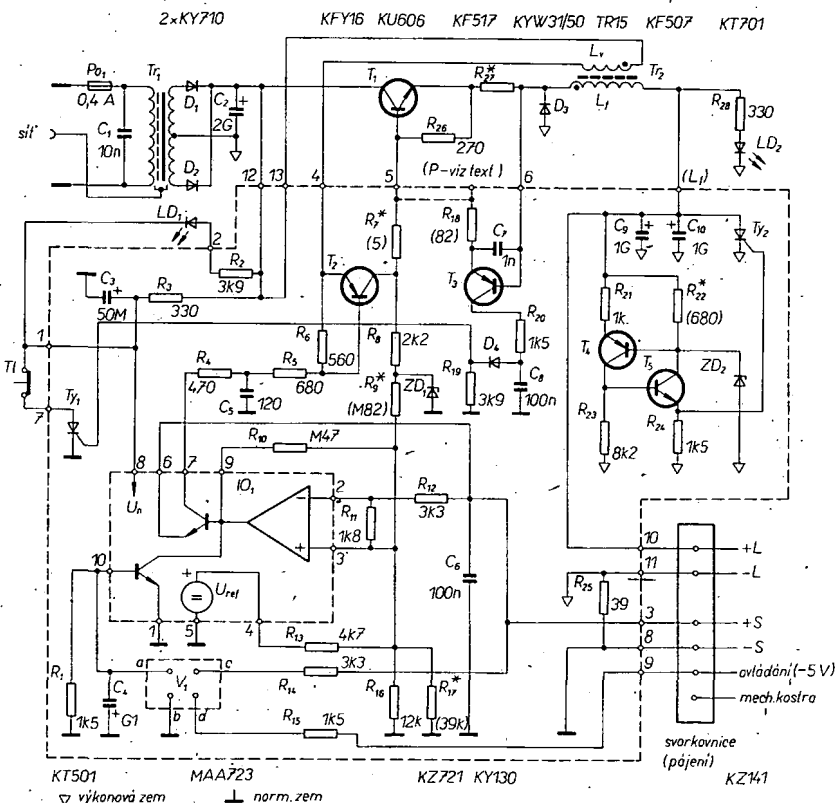 2×KY710 KFY16 KU606 KF517 KYW31/50 TR15 KF507 KT701
Po₁
0,4 A
Tr₁
D₁
C₂
+
2G
C₁
10n
D₂
síť
T₁
R₂₇*
R₂₆
270
D₃
Lᵥ
Tr₂
L₁
R₂₈
330
LD₂
12 13 4 5 (P-viz text) 6 (L₁)
LD₁
2
R₂
3k9
C₃
+
50M
R₃
330
T₂
R₇*
(5)
R₁₈
(82)
C₇
1n
T₃
R₂₀
1k5
C₉
+
1G
C₁₀
+
1G
Ty₂
R₂₁
1k
R₂₂*
(680)
T₄
T₅
ZD₂
R₂₃
8k2
R₂₄
1k5
1
Tl
7
Ty₁
R₆
560
R₈
2k2
R₄
470
R₅
680
C₅
120
R₉*
(M82)
ZD₁
R₁₉
3k9
D₄
C₈
100n
R₁₀
M47
8 6 7 9
Uₙ
IO₁
2
R₁₂
3k3
R₁₁
1k8
3
C₆
100n
10
+
U ref
1 5 4
R₁₃
4k7
R₁₄
3k3
R₁
1k5
C₄
+
G1
a
V₁
c
b
d
R₁₅
1k5
R₁₆
12k
R₁₇*
(39k)
R₂₅
39
10 +L
11 -L
3 +S
8 -S
9 ovládání (-5 V)
mech.kostra
svorkovnice
(pájení)
KT501 MAA723 KZ721 KY130 KZ141
výkonová zem norm. zem